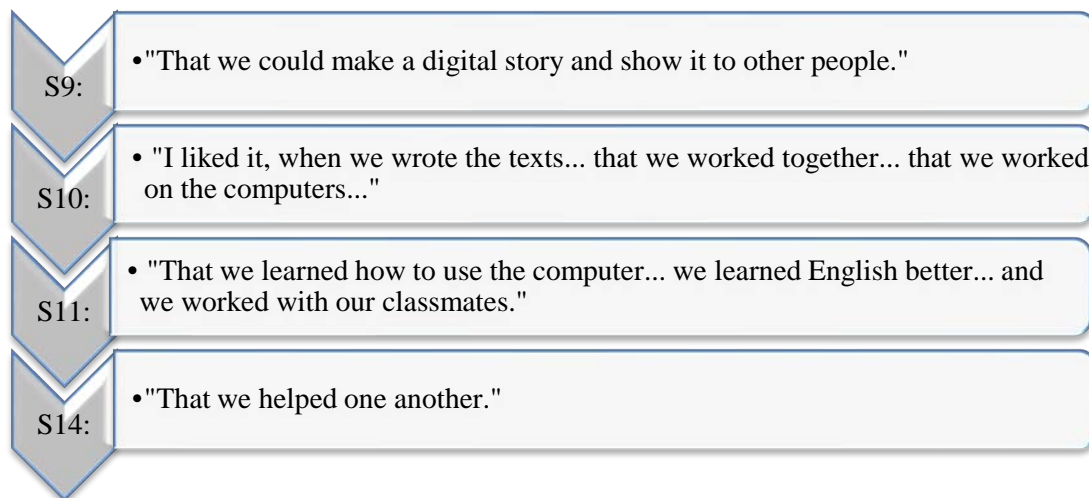 S9:
•"That we could make a digital story and show it to other people."
S10:
• "I liked it, when we wrote the texts... that we worked together... that we worked
on the computers..."
S11:
• "That we learned how to use the computer... we learned English better... and
we worked with our classmates."
S14:
•"That we helped one another."